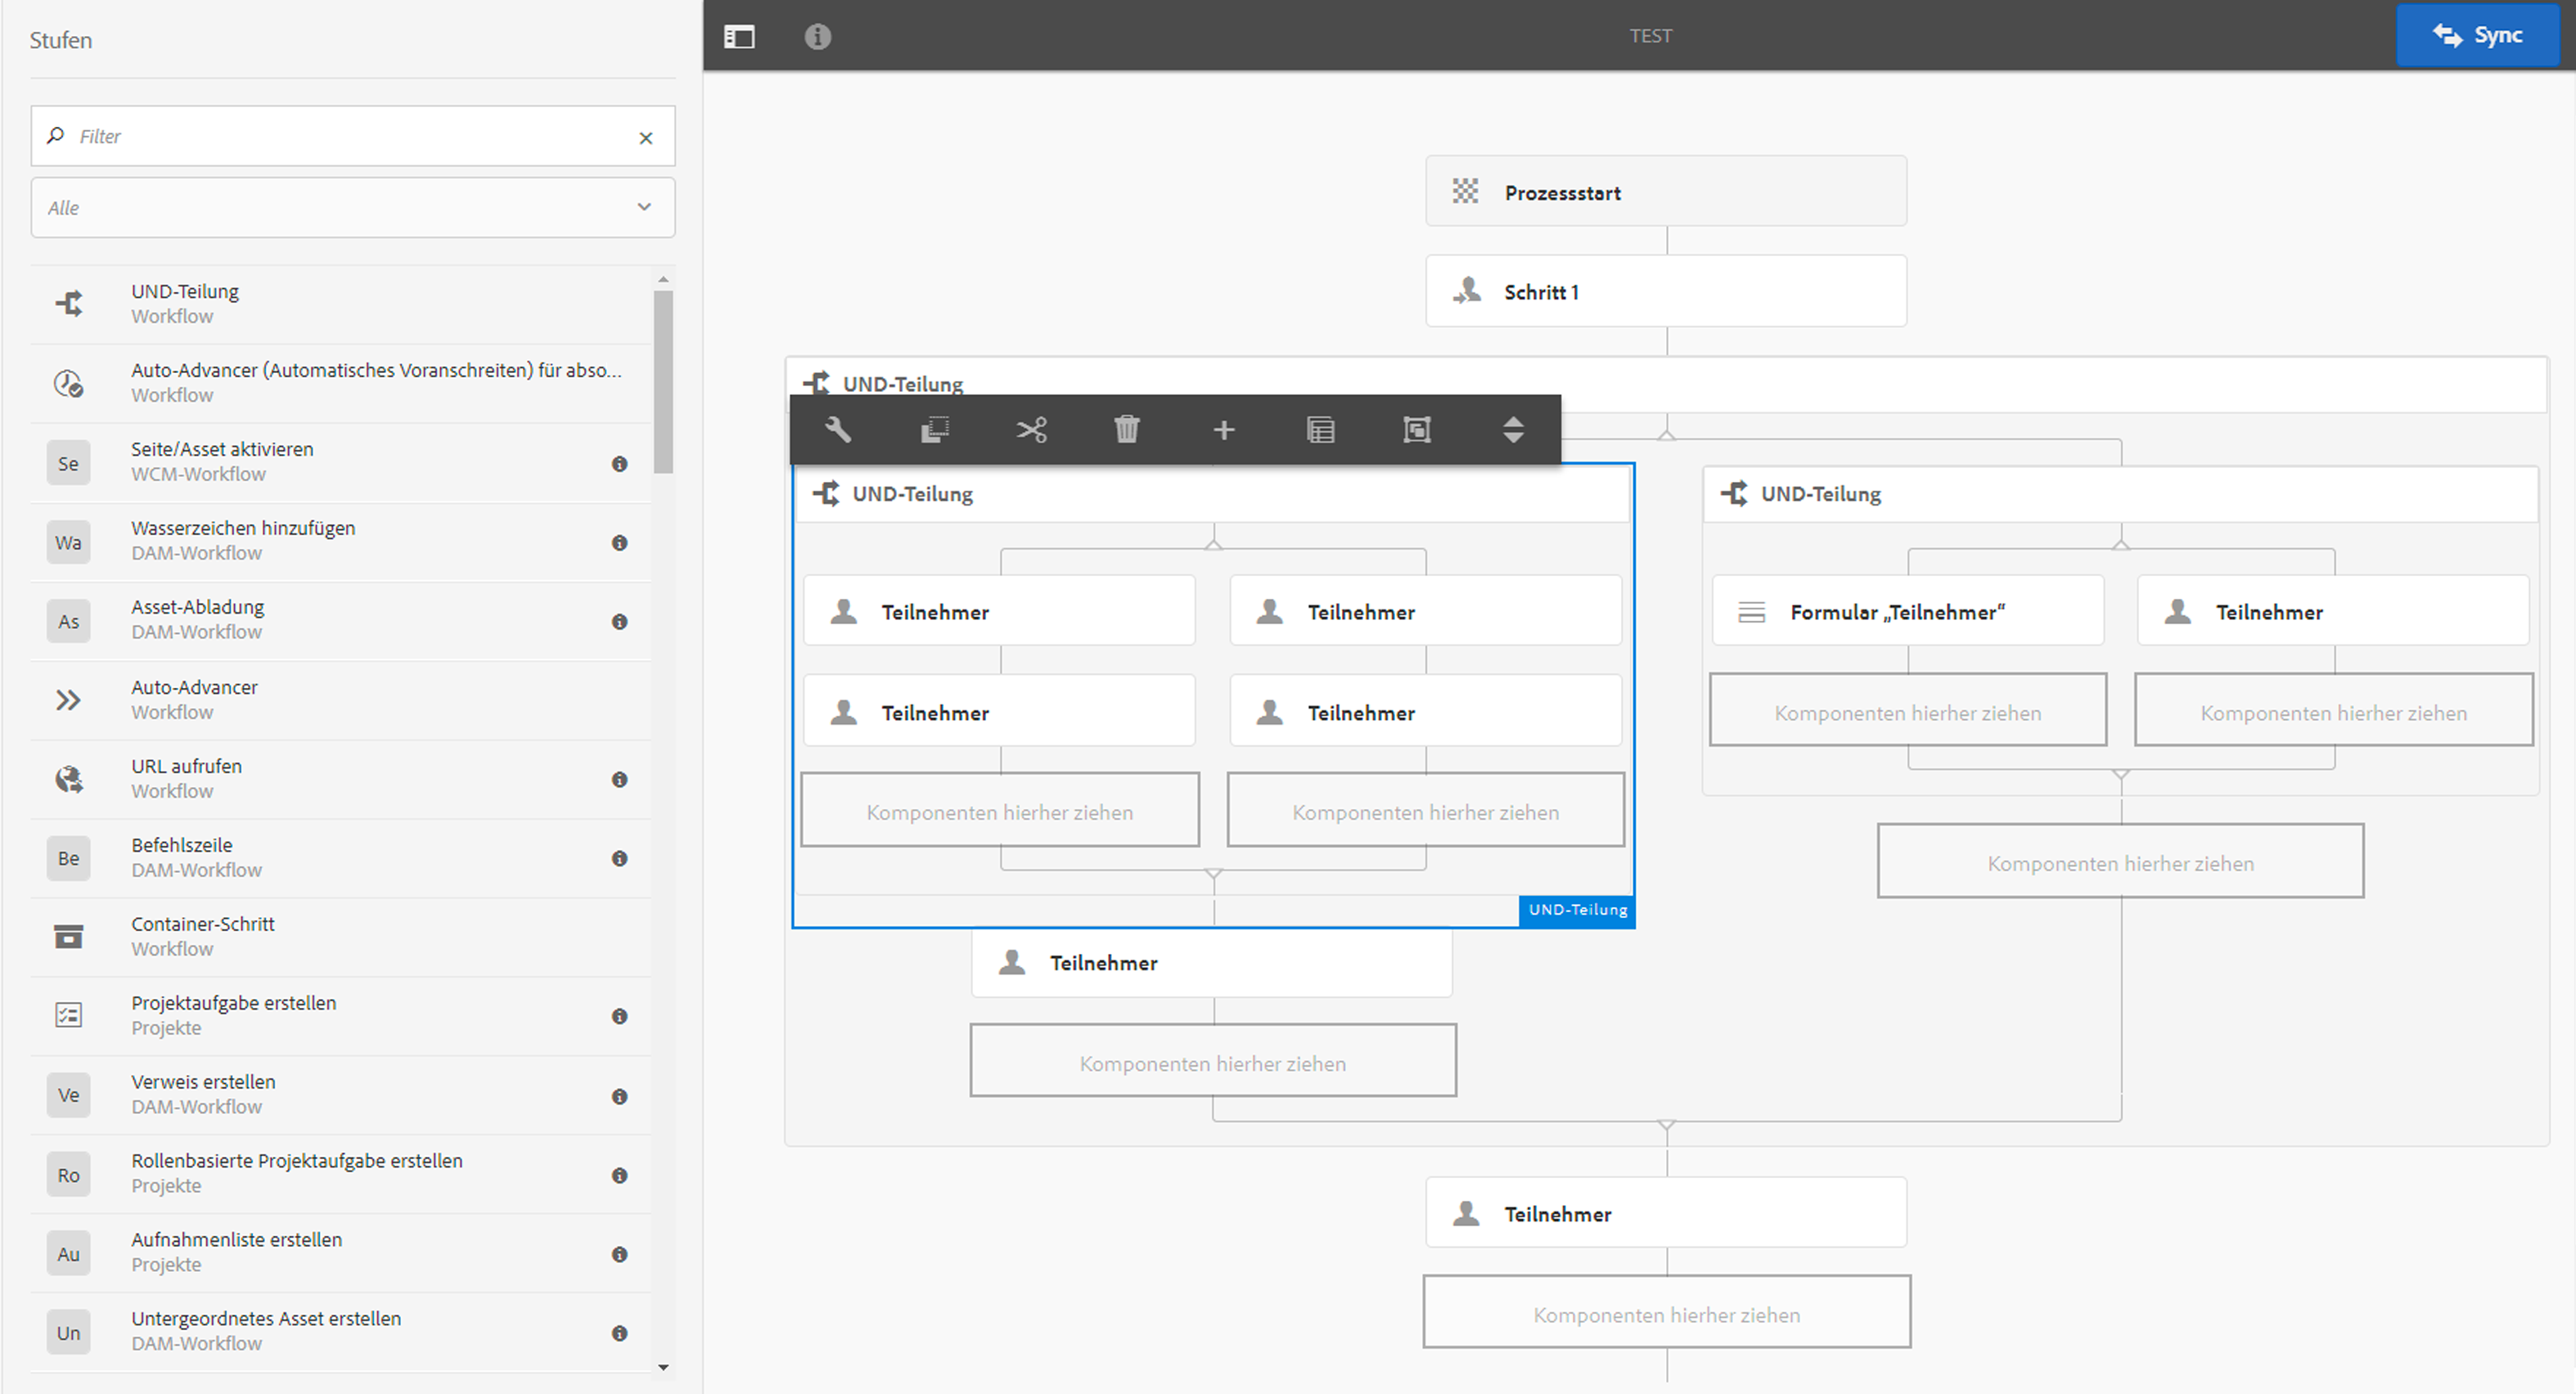 Stufen
Filter
Alle
UND-Teilung
Workflow
Auto-Advancer (Automatisches Voranschreiten) für abso...
Workflow
Se
Seite/Asset aktivieren
WCM-Workflow
Wa
Wasserzeichen hinzufügen
DAM-Workflow
As
Asset-Abladung
DAM-Workflow
Auto-Advancer
Workflow
URL aufrufen
Workflow
Be
Befehlszeile
DAM-Workflow
Container-Schritt
Workflow
Projektaufgabe erstellen
Projekte
Ve
Verweis erstellen
DAM-Workflow
Ro
Rollenbasierte Projektaufgabe erstellen
Projekte
Au
Aufnahmenliste erstellen
Projekte
Un
Untergeordnetes Asset erstellen
DAM-Workflow
TEST
Sync
Prozessstart
Schritt 1
UND-Teilung
UND-Teilung
Teilnehmer
Teilnehmer
Teilnehmer
Teilnehmer
Komponenten hierher ziehen
Komponenten hierher ziehen
UND-Teilung
UND-Teilung
Formular „Teilnehmer“
Teilnehmer
Komponenten hierher ziehen
Komponenten hierher ziehen
Komponenten hierher ziehen
Teilnehmer
Komponenten hierher ziehen
Teilnehmer
Komponenten hierher ziehen